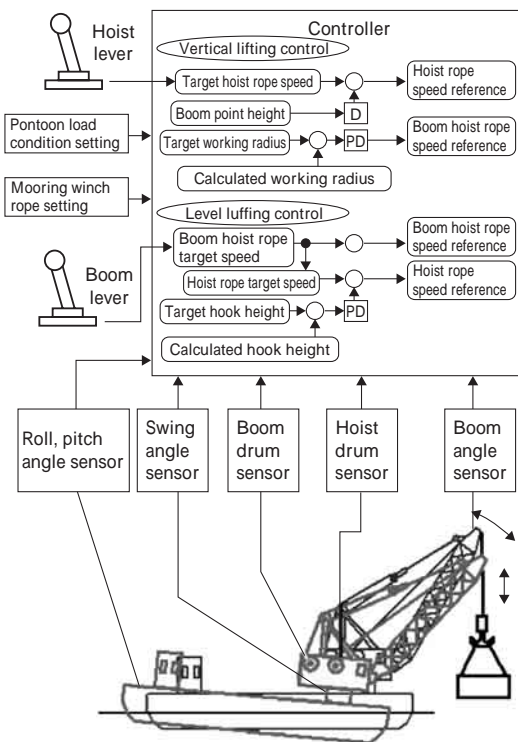 Hoist
lever
Controller
Vertical lifting control
Target hoist rope speed
Hoist rope
speed reference
Boom point height
D
Pontoon load
condition setting
Target working radius
PD
Boom hoist rope
speed reference
Calculated working radius
Mooring winch
rope setting
Level luffing control
Boom
lever
Boom hoist rope
target speed
Boom hoist rope
speed reference
Hoist rope target speed
Hoist rope
speed reference
Target hook height
PD
Calculated hook height
Roll, pitch
angle sensor
Swing
angle
sensor
Boom
drum
sensor
Hoist
drum
sensor
Boom
angle
sensor